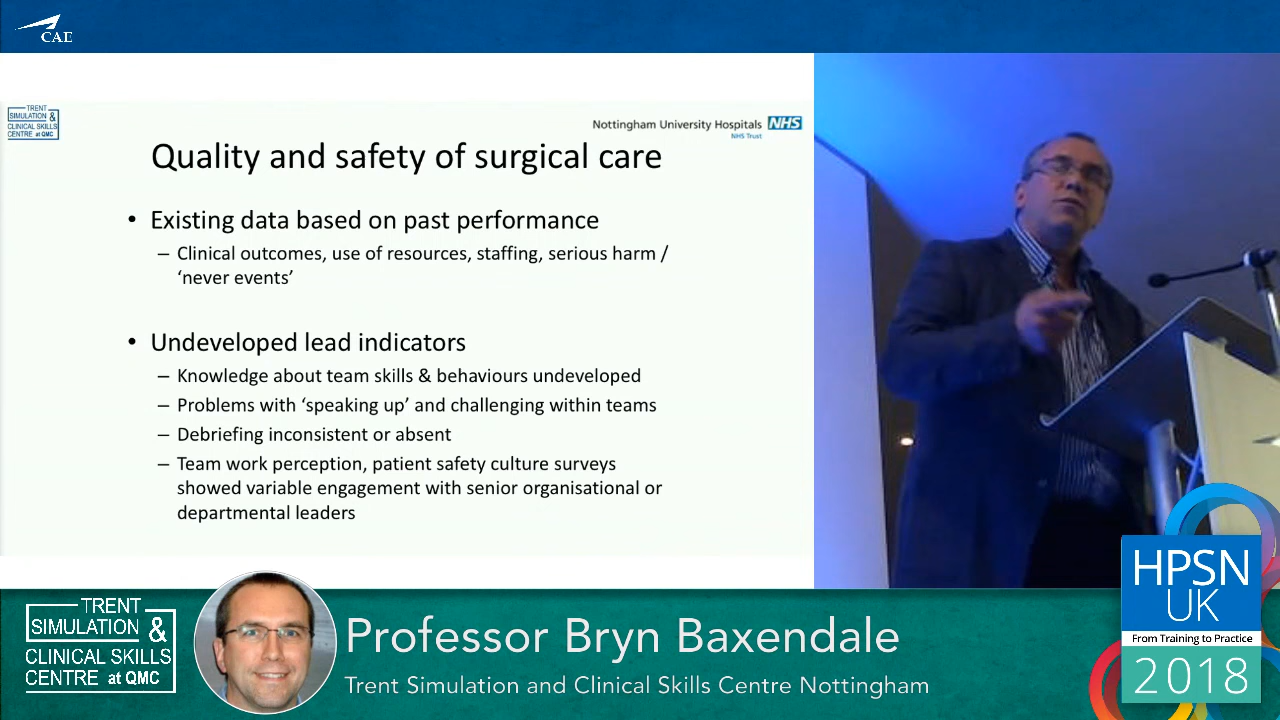 CAE
TRENT
SIMULATION &
CLINICAL SKILLS
CENTRE at QMC
Nottingham University Hospitals NHS
NHS Trust
Quality and safety of surgical care
• Existing data based on past performance
– Clinical outcomes, use of resources, staffing, serious harm /
‘never events’
• Undeveloped lead indicators
– Knowledge about team skills & behaviours undeveloped
– Problems with ‘speaking up’ and challenging within teams
– Debriefing inconsistent or absent
– Team work perception, patient safety culture surveys
showed variable engagement with senior organisational or
departmental leaders
TRENT
SIMULATION &
CLINICAL SKILLS
CENTRE at QMC
Professor Bryn Baxendale
Trent Simulation and Clinical Skills Centre Nottingham
HPSN
UK
From Training to Practice
2018